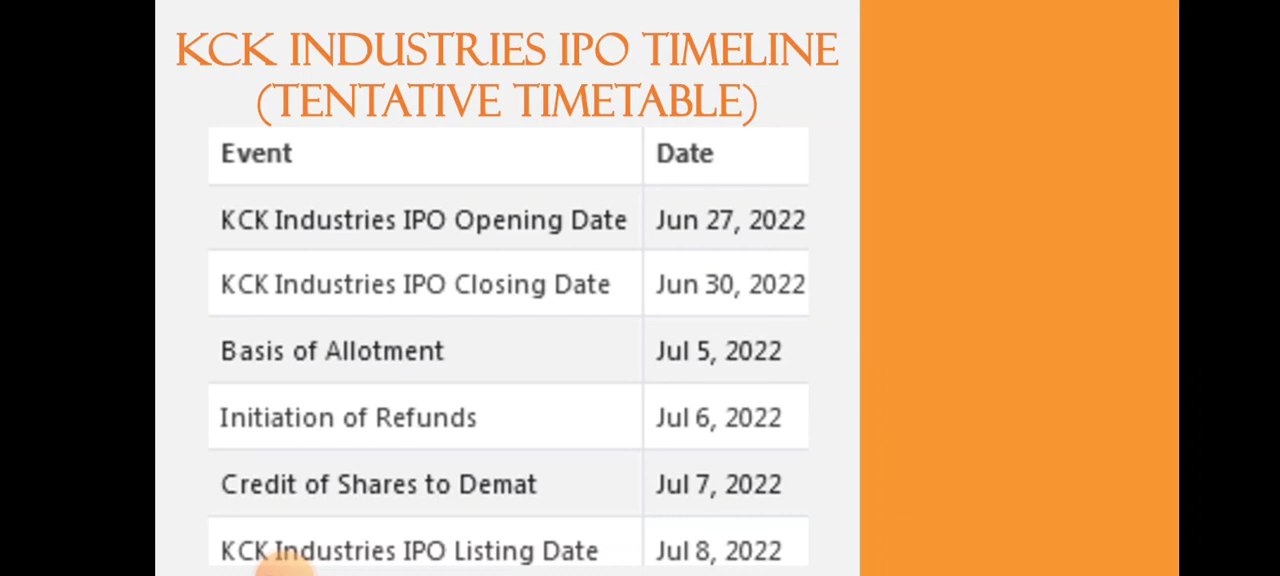 KCK INDUSTRIES IPO TIMELINE
(TENTATIVE TIMETABLE)
Event Date
KCK Industries IPO Opening Date Jun 27, 2022
KCK Industries IPO Closing Date Jun 30, 2022
Basis of Allotment Jul 5, 2022
Initiation of Refunds Jul 6, 2022
Credit of Shares to Demat Jul 7, 2022
KCK Industries IPO Listing Date Jul 8, 2022